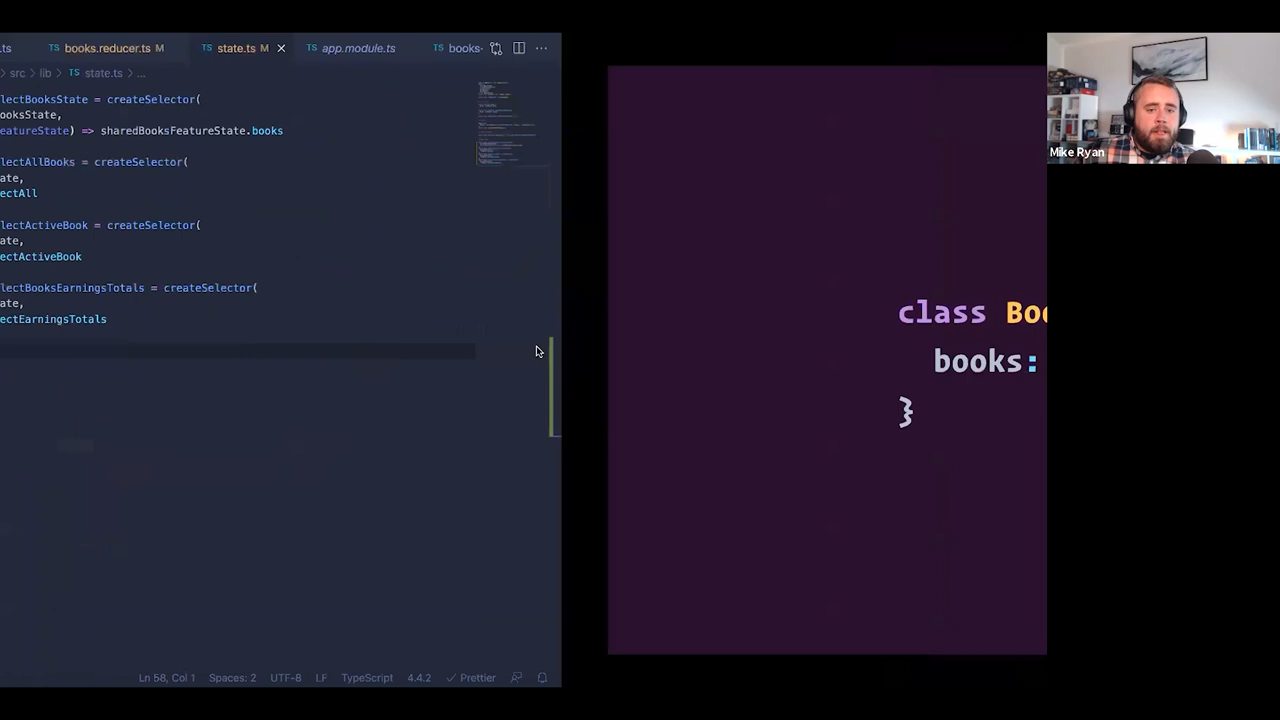 .ts
TS books.reducer.ts M
TS state.ts M
TS app.module.ts
TS books-
src > lib > TS state.ts > ...
lectBooksState = createSelector(
ooksState,
eatureState) => sharedBooksFeatureState.books
lectAllBooks = createSelector(
ate,
ectAll
lectActiveBook = createSelector(
ate,
ectActiveBook
lectBooksEarningsTotals = createSelector(
ate,
ectEarningsTotals
Ln 58, Col 1 Spaces: 2 UTF-8 LF TypeScript 4.4.2 Prettier
class Boo
books:
}
Mike Ryan